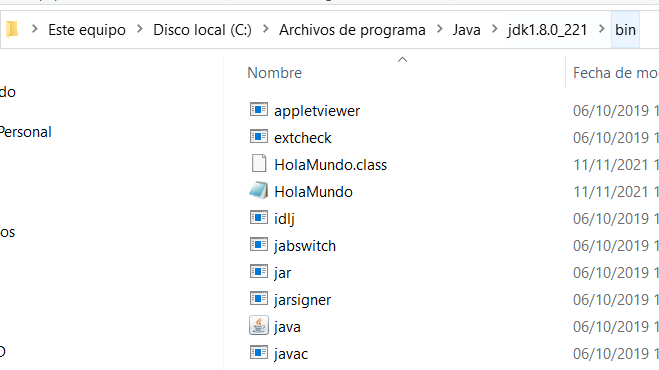 Este equipo > Disco local (C:) > Archivos de programa > Java > jdk1.8.0_221 > bin
Nombre Fecha de mo
do
appletviewer 06/10/2019 1
Personal
extcheck 06/10/2019 1
HolaMundo.class 11/11/2021 1
HolaMundo 11/11/2021 1
idlj 06/10/2019 1
os
jabswitch 06/10/2019 1
jar 06/10/2019 1
jarsigner 06/10/2019 1
java 06/10/2019 1
javac 06/10/2019 1